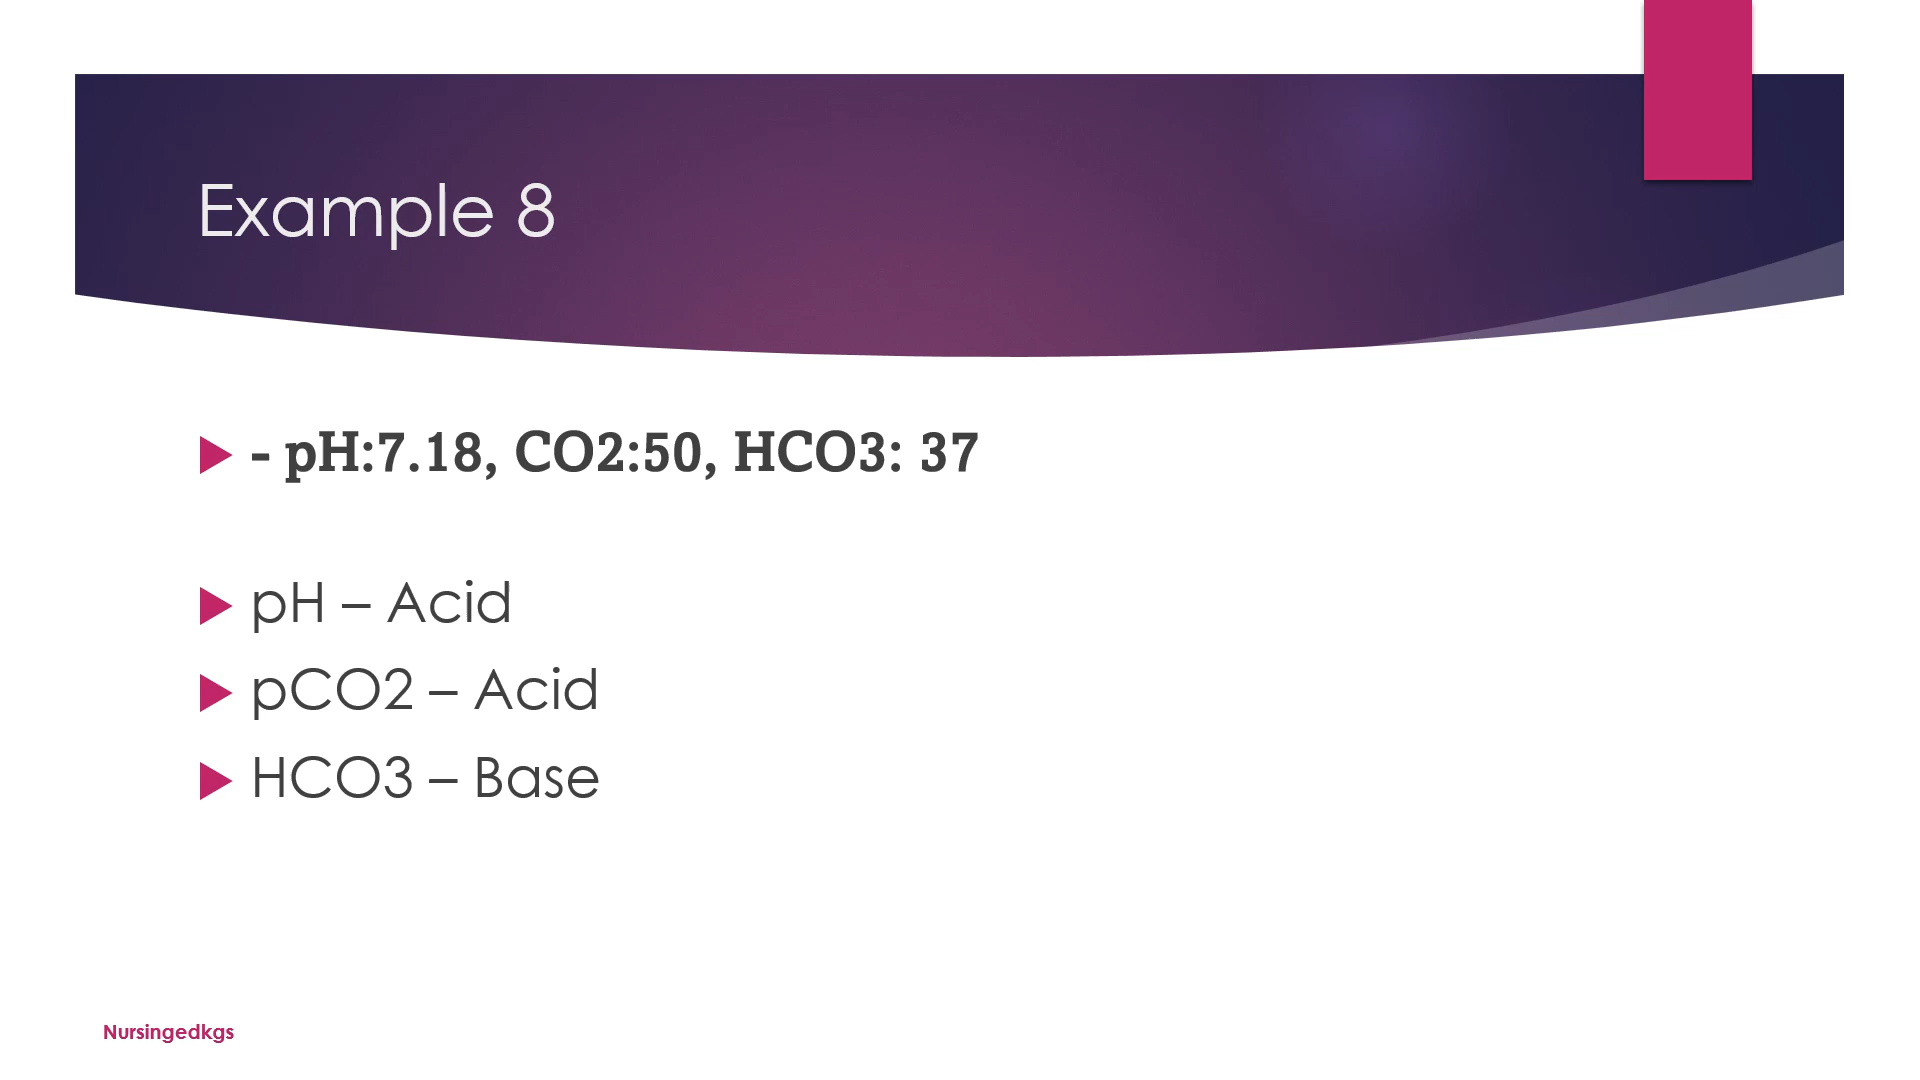 Example 8
- pH:7.18, CO2:50, HCO3: 37
pH – Acid
pCO2 – Acid
HCO3 – Base
Nursingedkgs